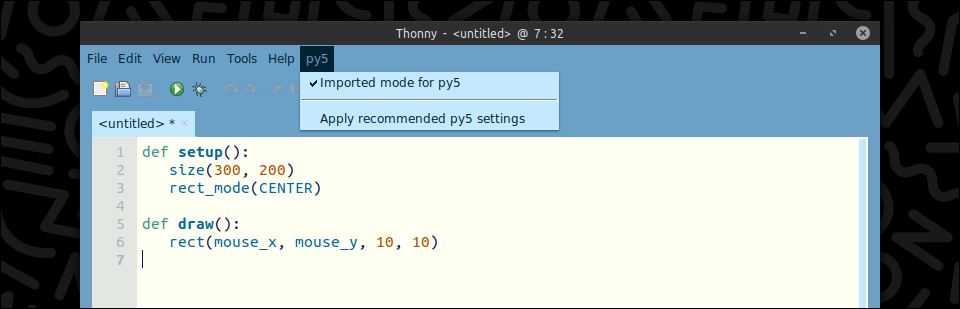 Thonny - <untitled> @ 7:32
File Edit View Run Tools Help py5
✓Imported mode for py5
Apply recommended py5 settings
<untitled> * ×
1 def setup():
2    size(300, 200)
3    rect_mode(CENTER)
4
5 def draw():
6    rect(mouse_x, mouse_y, 10, 10)
7